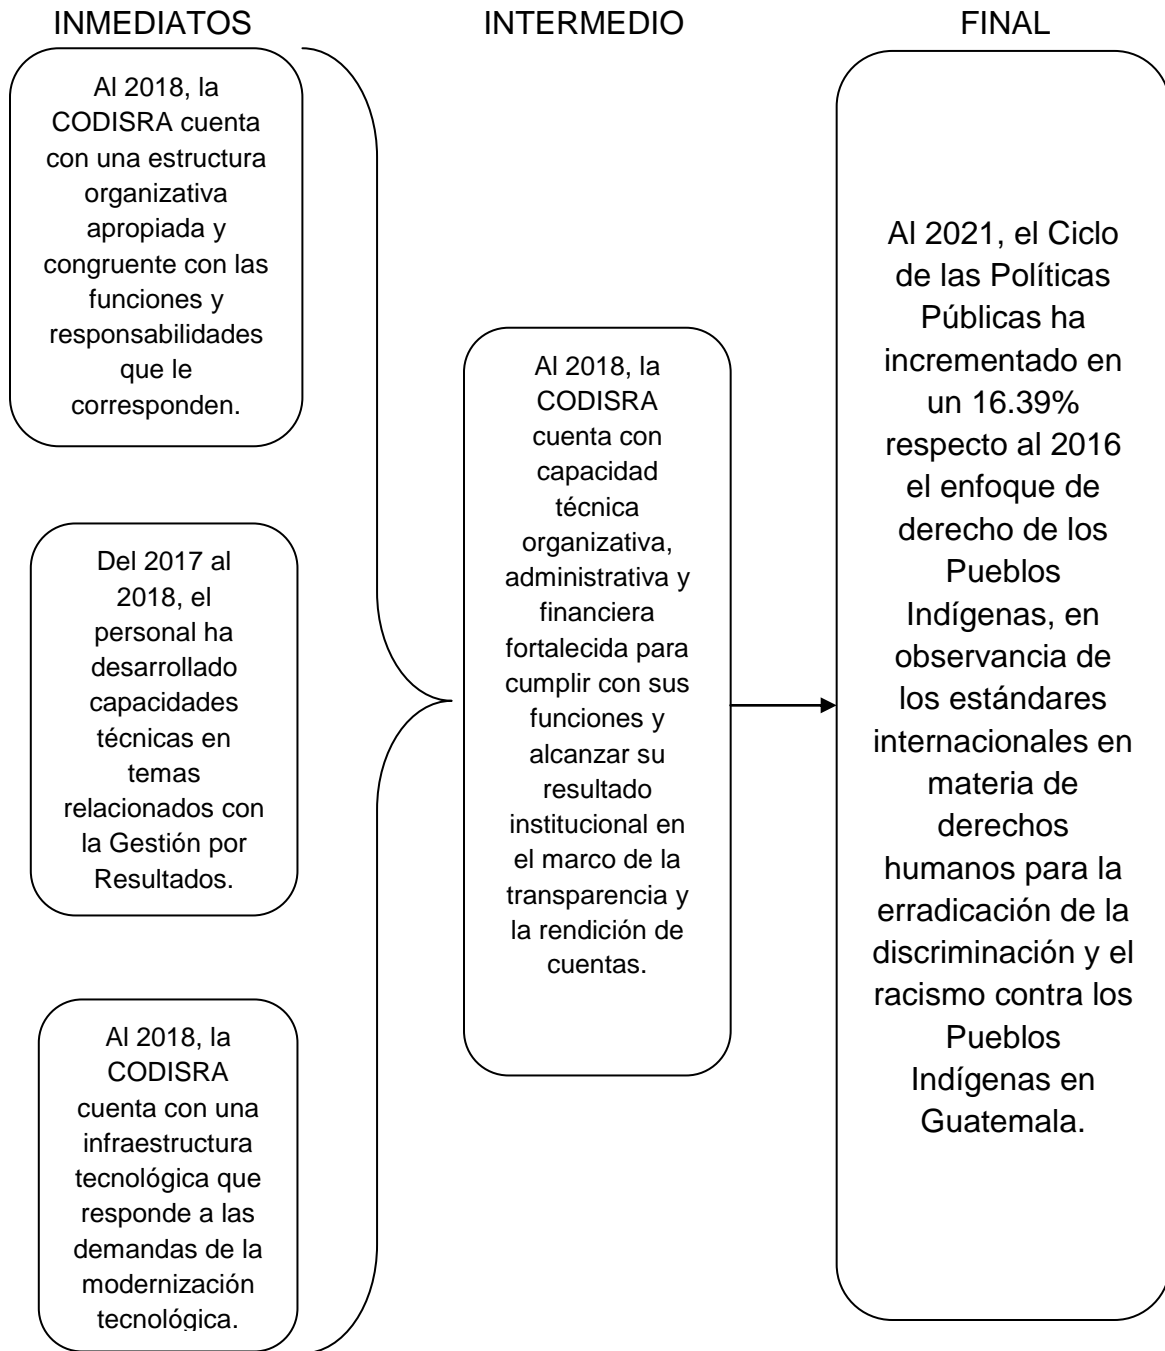 INMEDIATOS
Al 2018, la
CODISRA cuenta
con una estructura
organizativa
apropiada y
congruente con las
funciones y
responsabilidades
que le
corresponden.
Del 2017 al
2018, el
personal ha
desarrollado
capacidades
técnicas en
temas
relacionados con
la Gestión por
Resultados.
Al 2018, la
CODISRA
cuenta con una
infraestructura
tecnológica que
responde a las
demandas de la
modernización
tecnológica.
INTERMEDIO
Al 2018, la
CODISRA
cuenta con
capacidad
técnica
organizativa,
administrativa y
financiera
fortalecida para
cumplir con sus
funciones y
alcanzar su
resultado
institucional en
el marco de la
transparencia y
la rendición de
cuentas.
FINAL
Al 2021, el Ciclo
de las Políticas
Públicas ha
incrementado en
un 16.39%
respecto al 2016
el enfoque de
derecho de los
Pueblos
Indígenas, en
observancia de
los estándares
internacionales en
materia de
derechos
humanos para la
erradicación de la
discriminación y el
racismo contra los
Pueblos
Indígenas en
Guatemala.